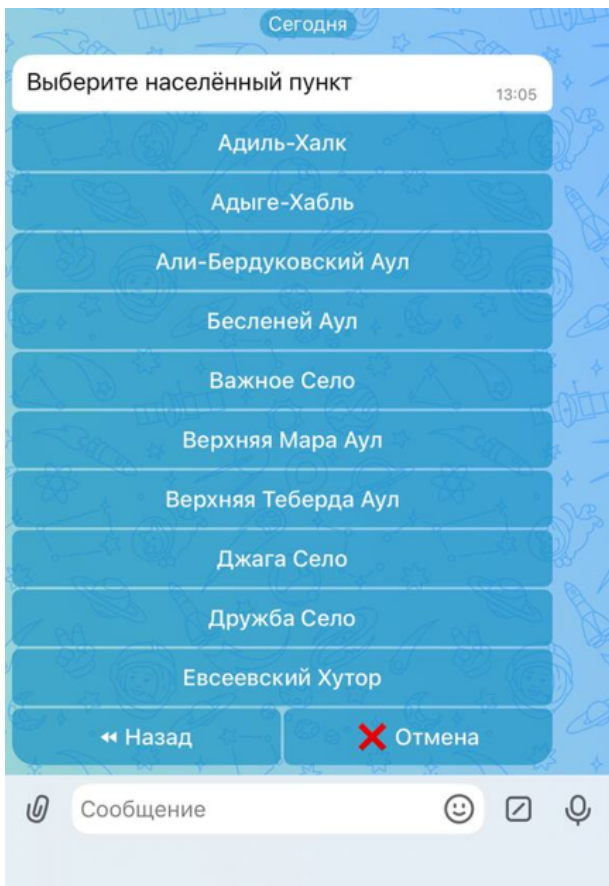 Сегодня
Выберите населённый пункт
13:05
Адиль-Халк
Адыге-Хабль
Али-Бердуковский Аул
Бесленей Аул
Важное Село
Верхняя Мара Аул
Верхняя Теберда Аул
Джага Село
Дружба Село
Евсеевский Хутор
Назад
Отмена
Сообщение